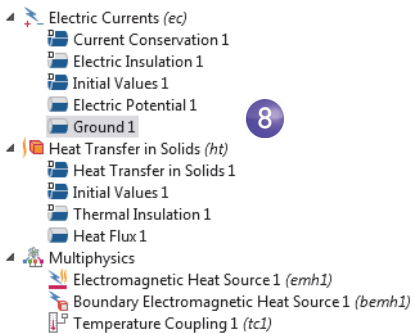 Electric Currents (ec)
Current Conservation 1
Electric Insulation 1
Initial Values 1
Electric Potential 1
Ground 1
8
Heat Transfer in Solids (ht)
Heat Transfer in Solids 1
Initial Values 1
Thermal Insulation 1
Heat Flux 1
Multiphysics
Electromagnetic Heat Source 1 (emh1)
Boundary Electromagnetic Heat Source 1 (bemh1)
Temperature Coupling 1 (tc1)